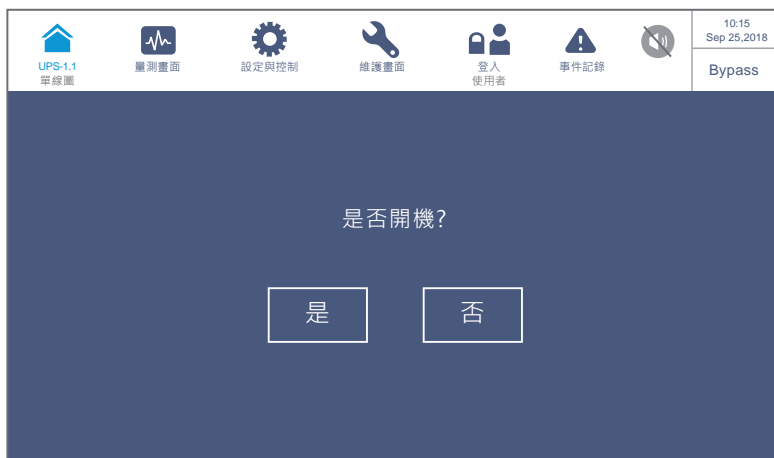 UPS-1.1
單線圖
量測畫面
設定與控制
維護畫面
登入
使用者
事件記錄
10:15
Sep 25,2018
Bypass
是否開機?
是
否